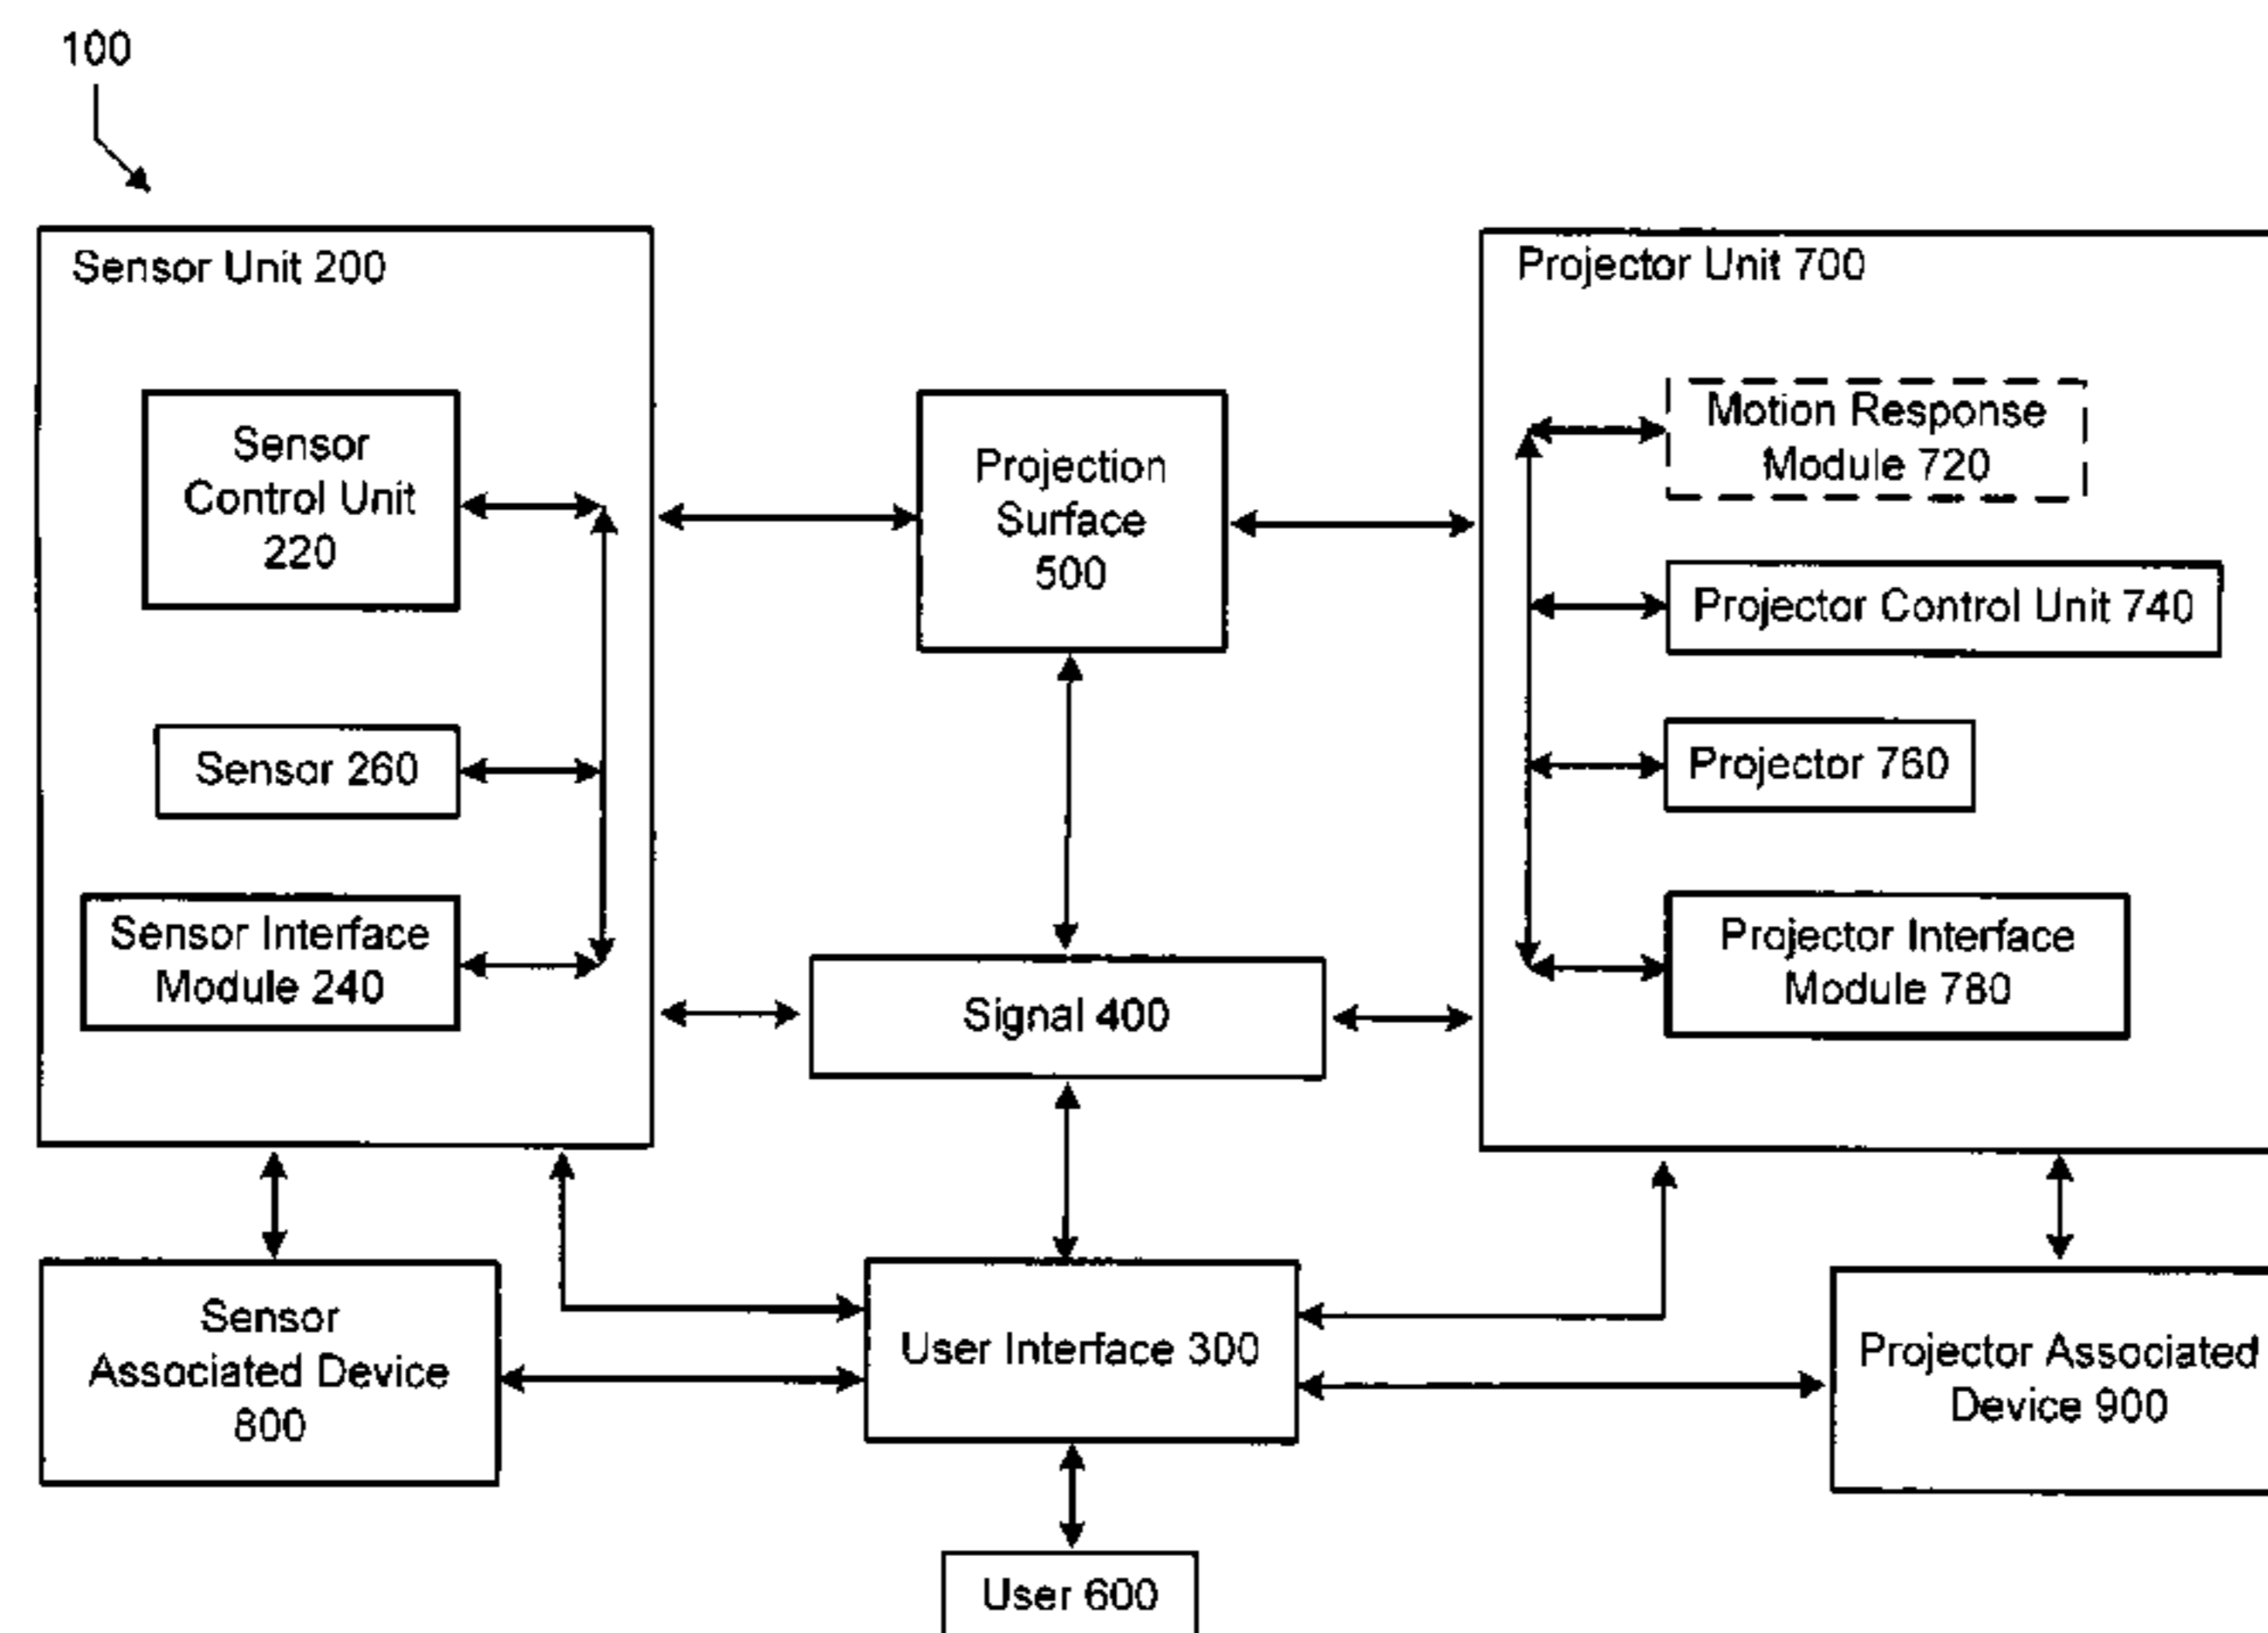 100
Sensor Unit 200
Sensor
Control Unit
220
Sensor 260
Sensor Interface
Module 240
Projection
Surface
500
Signal 400
Projector Unit 700
Motion Response
Module 720
Projector Control Unit 740
Projector 760
Projector Interface
Module 780
Sensor
Associated Device
800
User Interface 300
Projector Associated
Device 900
User 600